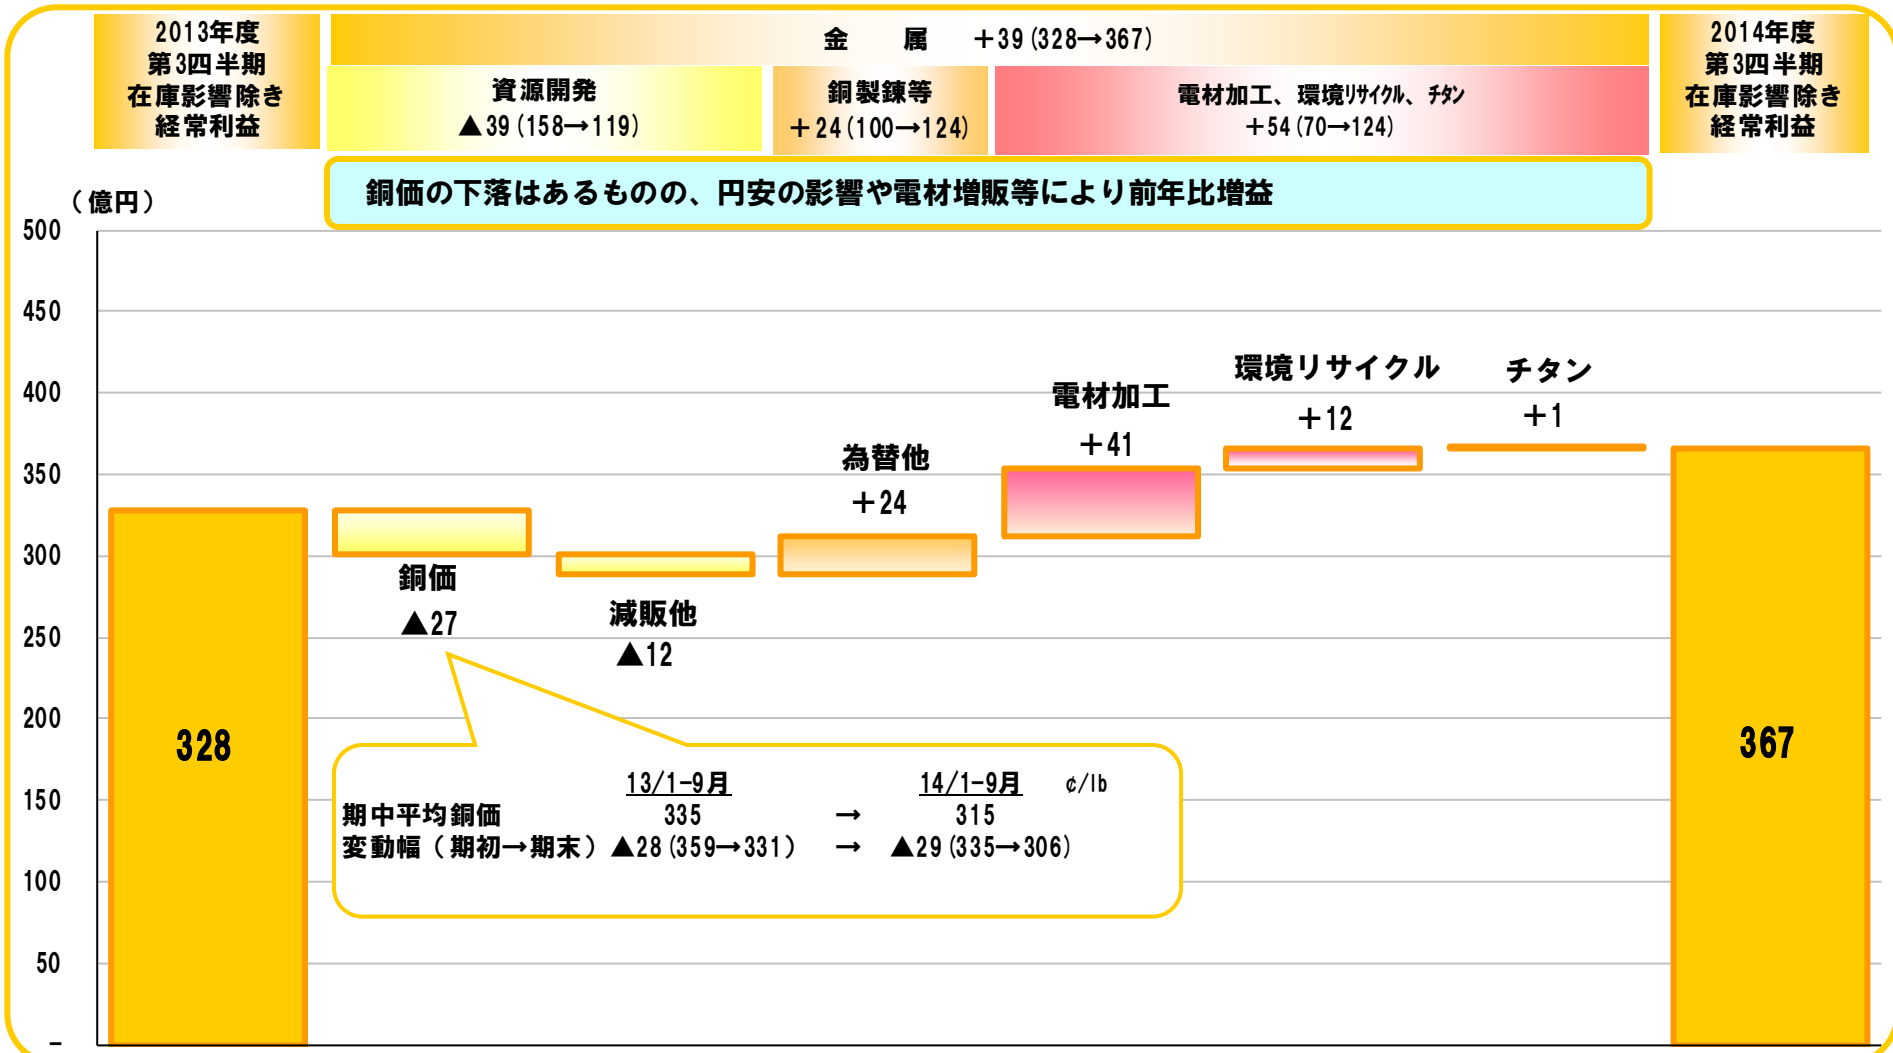 2013年度
第3四半期
在庫影響除き
経常利益
金　　属　＋39(328→367)
資源開発
▲39(158→119)
銅製錬等
＋24(100→124)
電材加工、環境ﾘｻｲｸﾙ、ﾁﾀﾝ
＋54(70→124)
2014年度
第3四半期
在庫影響除き
経常利益
銅価の下落はあるものの、円安の影響や電材増販等により前年比増益
（億円）
500
450
400
350
300
250
200
150
100
50
－
328
銅価
▲27
減販他
▲12
為替他
＋24
電材加工
＋41
環境リサイクル
＋12
チタン
＋1
367
13/1-9月　14/1-9月　¢/lb
期中平均銅価　335　→　315
変動幅（期初→期末）▲28(359→331)　→　▲29(335→306)